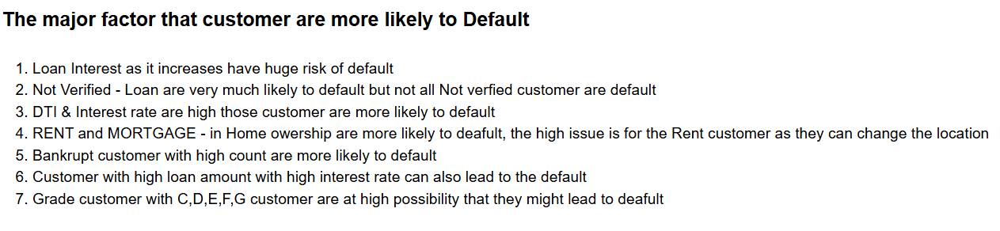 The major factor that customer are more likely to Default
1. Loan Interest as it increases have huge risk of default
2. Not Verified - Loan are very much likely to default but not all Not verfied customer are default
3. DTI & Interest rate are high those customer are more likely to default
4. RENT and MORTGAGE - in Home owership are more likely to deafult, the high issue is for the Rent customer as they can change the location
5. Bankrupt customer with high count are more likely to default
6. Customer with high loan amount with high interest rate can also lead to the default
7. Grade customer with C,D,E,F,G customer are at high possibility that they might lead to deafult